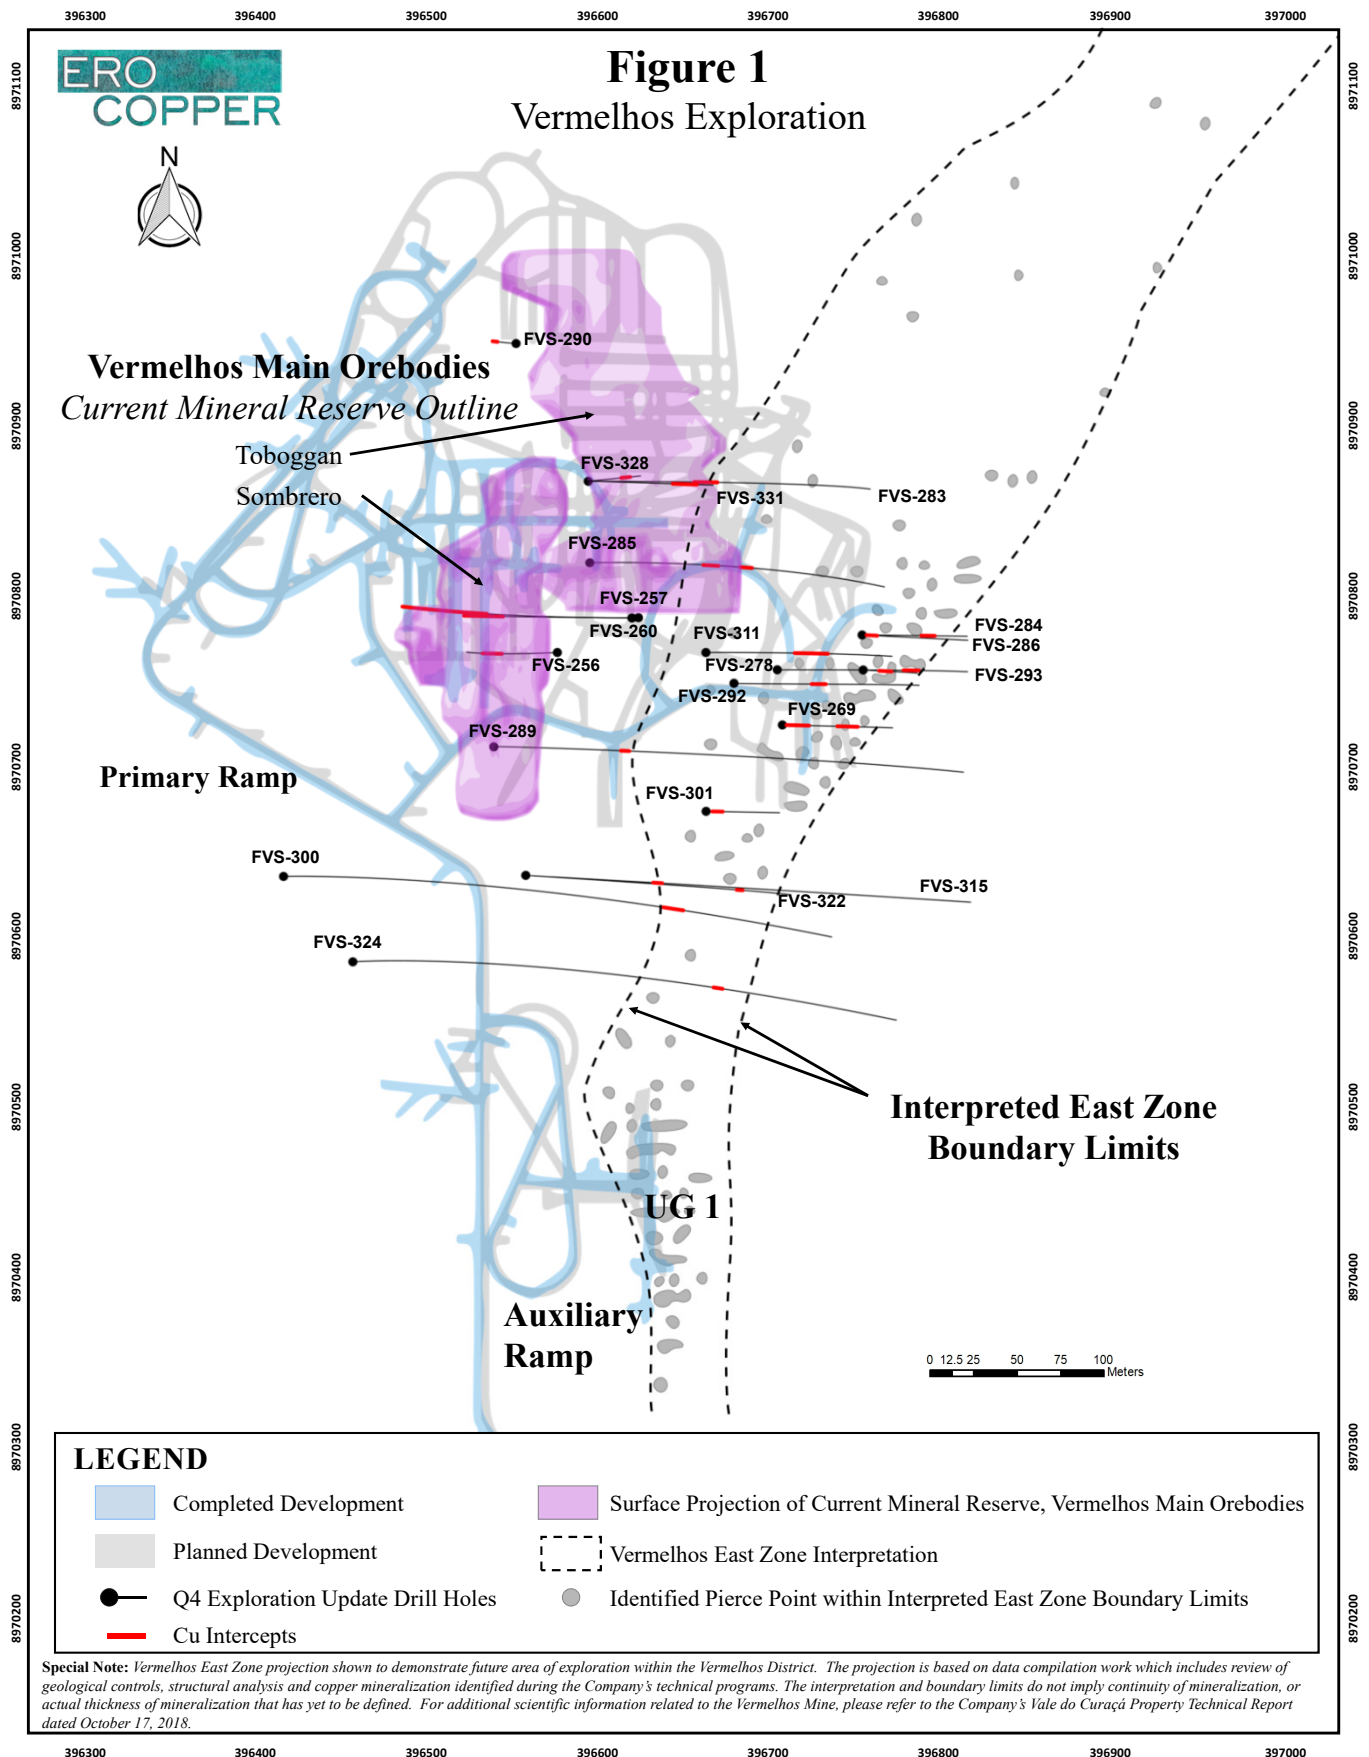 396300 396400 396500 396600 396700 396800 396900 397000
ERO
COPPER
Figure 1
Vermelhos Exploration
N
8971100
8971100
8971000
8971000
FVS-290
Vermelhos Main Orebodies
Current Mineral Reserve Outline
8970900
8970900
Toboggan
Sombrero
FVS-328
FVS-331
FVS-283
FVS-285
8970800
8970800
FVS-257
FVS-260
FVS-311
FVS-284
FVS-286
FVS-256
FVS-278
FVS-293
FVS-292
FVS-269
FVS-289
8970700
8970700
Primary Ramp
FVS-301
FVS-300
FVS-315
FVS-322
8970600
8970600
FVS-324
8970500
8970500
Interpreted East Zone
Boundary Limits
UG 1
8970400
8970400
Auxiliary
Ramp
0 12.5 25 50 75 100
Meters
8970300
8970300
LEGEND
Completed Development
Surface Projection of Current Mineral Reserve, Vermelhos Main Orebodies
Planned Development
Vermelhos East Zone Interpretation
Q4 Exploration Update Drill Holes
Identified Pierce Point within Interpreted East Zone Boundary Limits
Cu Intercepts
8970200
8970200
Special Note: Vermelhos East Zone projection shown to demonstrate future area of exploration within the Vermelhos District. The projection is based on data compilation work which includes review of
geological controls, structural analysis and copper mineralization identified during the Company's technical programs. The interpretation and boundary limits do not imply continuity of mineralization, or
actual thickness of mineralization that has yet to be defined. For additional scientific information related to the Vermelhos Mine, please refer to the Company's Vale do Curaçá Property Technical Report
dated October 17, 2018.
396300 396400 396500 396600 396700 396800 396900 397000